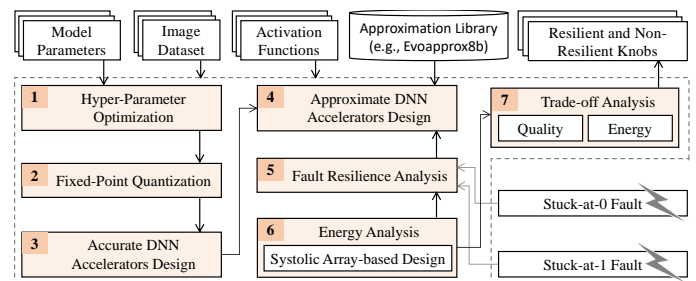 Model
Parameters
Image
Dataset
Activation
Functions
Approximation Library
(e.g., Evoapprox8b)
Resilient and Non-
Resilient Knobs
1
Hyper-Parameter
Optimization
4
Approximate DNN
Accelerators Design
7
Trade-off Analysis
Quality
Energy
2
Fixed-Point Quantization
5
Fault Resilience Analysis
Stuck-at-0 Fault
3
Accurate DNN
Accelerators Design
6
Energy Analysis
Systolic Array-based Design
Stuck-at-1 Fault